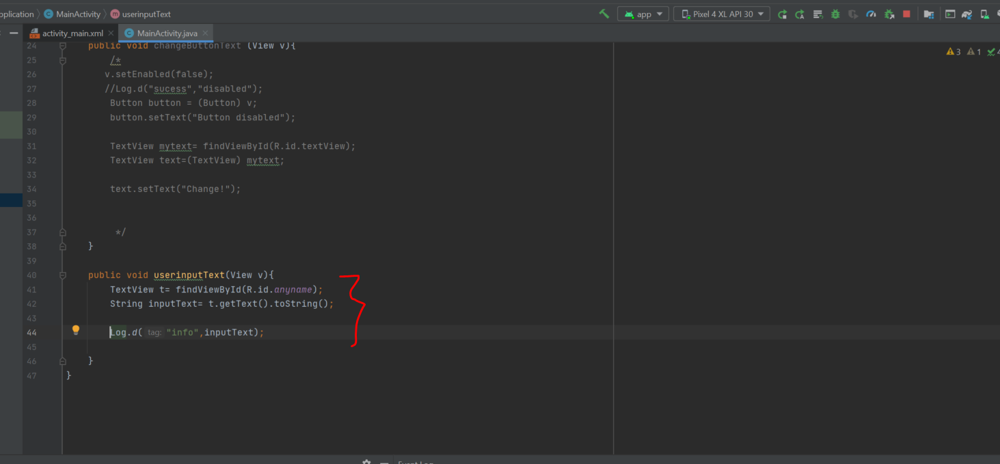 pplication
MainActivity
userinputText
app
Pixel 4 XL API 30
activity_main.xml
MainActivity.java
3 1 4
24 public void changeButtonText (View v){
25 /*
26 v.setEnabled(false);
27 //Log.d("sucess","disabled");
28 Button button = (Button) v;
29 button.setText("Button disabled");
30
31 TextView mytext= findViewById(R.id.textView);
32 TextView text=(TextView) mytext;
33
34 text.setText("Change!");
35
36
37 */
38 }
39
40 public void userinputText(View v){
41 TextView t= findViewById(R.id.anyname);
42 String inputText= t.getText().toString();
43
44 Log.d( tag: "info",inputText);
45
46 }
47 }